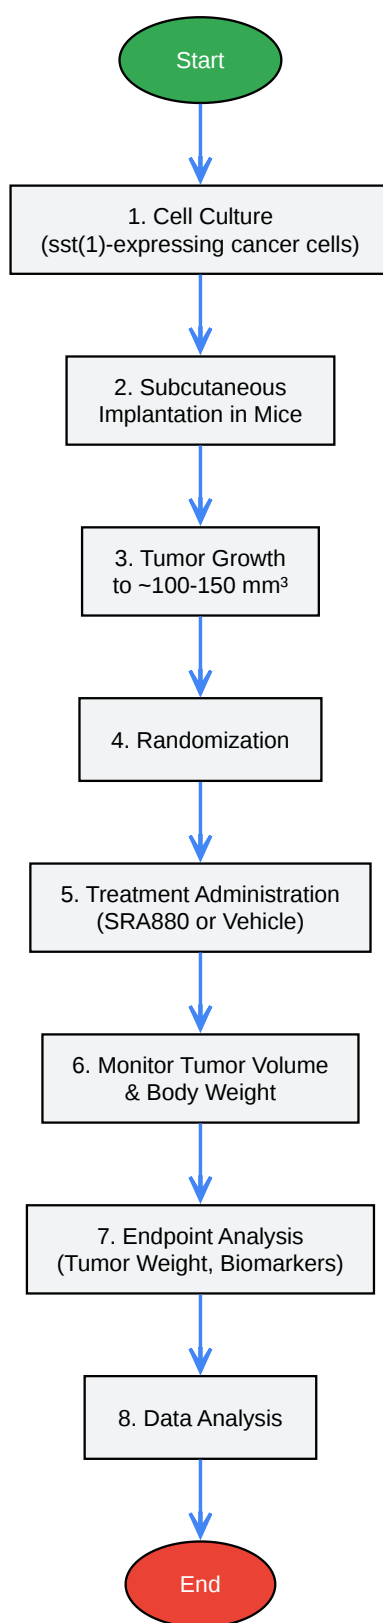 Start
1. Cell Culture
(sst(1)-expressing cancer cells)
2. Subcutaneous
Implantation in Mice
3. Tumor Growth
to ~100-150 mm³
4. Randomization
5. Treatment Administration
(SRA880 or Vehicle)
6. Monitor Tumor Volume
& Body Weight
7. Endpoint Analysis
(Tumor Weight, Biomarkers)
8. Data Analysis
End